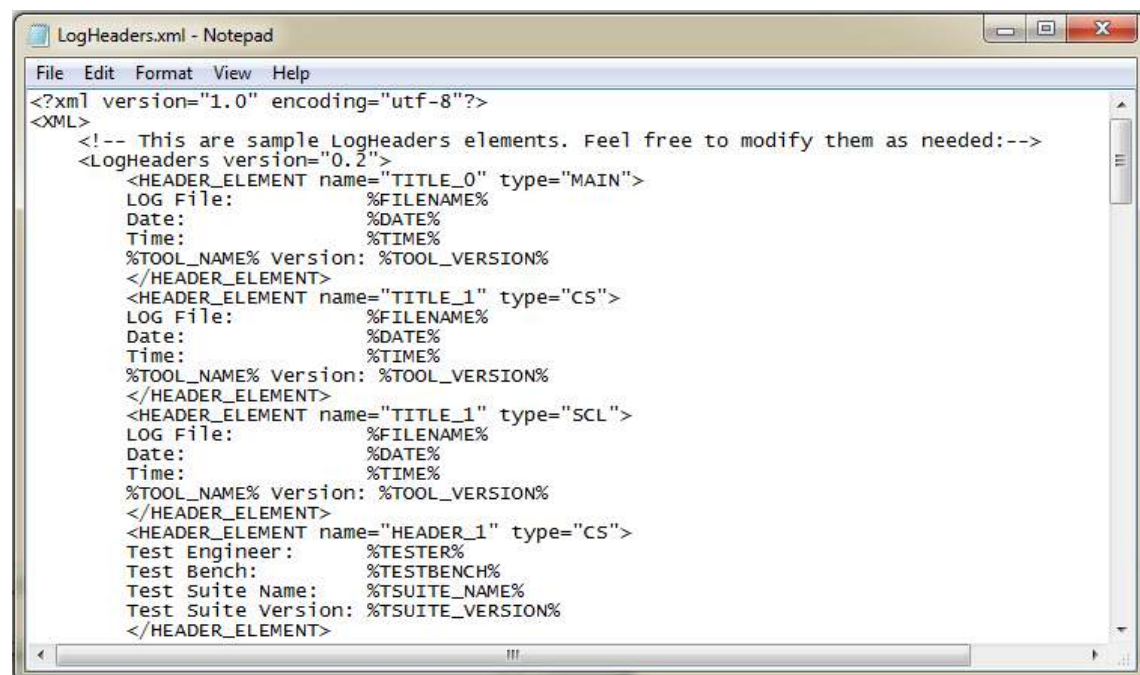 LogHeaders.xml - Notepad
File Edit Format View Help
<?xml version="1.0" encoding="utf-8"?>
<XML>
    <!-- This are sample LogHeaders elements. Feel free to modify them as needed:-->
    <LogHeaders version="0.2">
        <HEADER_ELEMENT name="TITLE_0" type="MAIN">
        LOG File:           %FILENAME%
        Date:               %DATE%
        Time:               %TIME%
        %TOOL_NAME% Version: %TOOL_VERSION%
        </HEADER_ELEMENT>
        <HEADER_ELEMENT name="TITLE_1" type="CS">
        LOG File:           %FILENAME%
        Date:               %DATE%
        Time:               %TIME%
        %TOOL_NAME% Version: %TOOL_VERSION%
        </HEADER_ELEMENT>
        <HEADER_ELEMENT name="TITLE_1" type="SCL">
        LOG File:           %FILENAME%
        Date:               %DATE%
        Time:               %TIME%
        %TOOL_NAME% Version: %TOOL_VERSION%
        </HEADER_ELEMENT>
        <HEADER_ELEMENT name="HEADER_1" type="CS">
        Test Engineer:      %TESTER%
        Test Bench:         %TESTBENCH%
        Test Suite Name:    %TSUITE_NAME%
        Test Suite Version: %TSUITE_VERSION%
        </HEADER_ELEMENT>